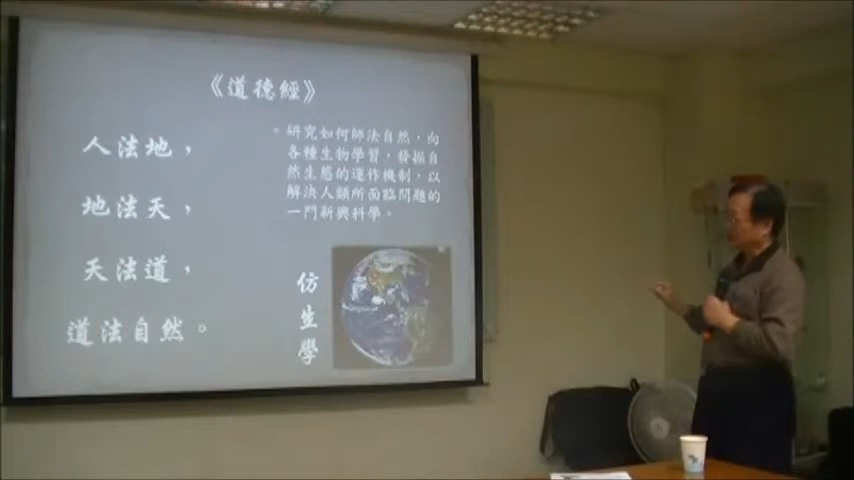 《道德經》
人法地，
地法天，
天法道，
道法自然。
。研究如何師法自然，向
各種生物學習，發掘自
然生態的運作機制，以
解決人類所面臨問題的
一門新興科學。
仿生學